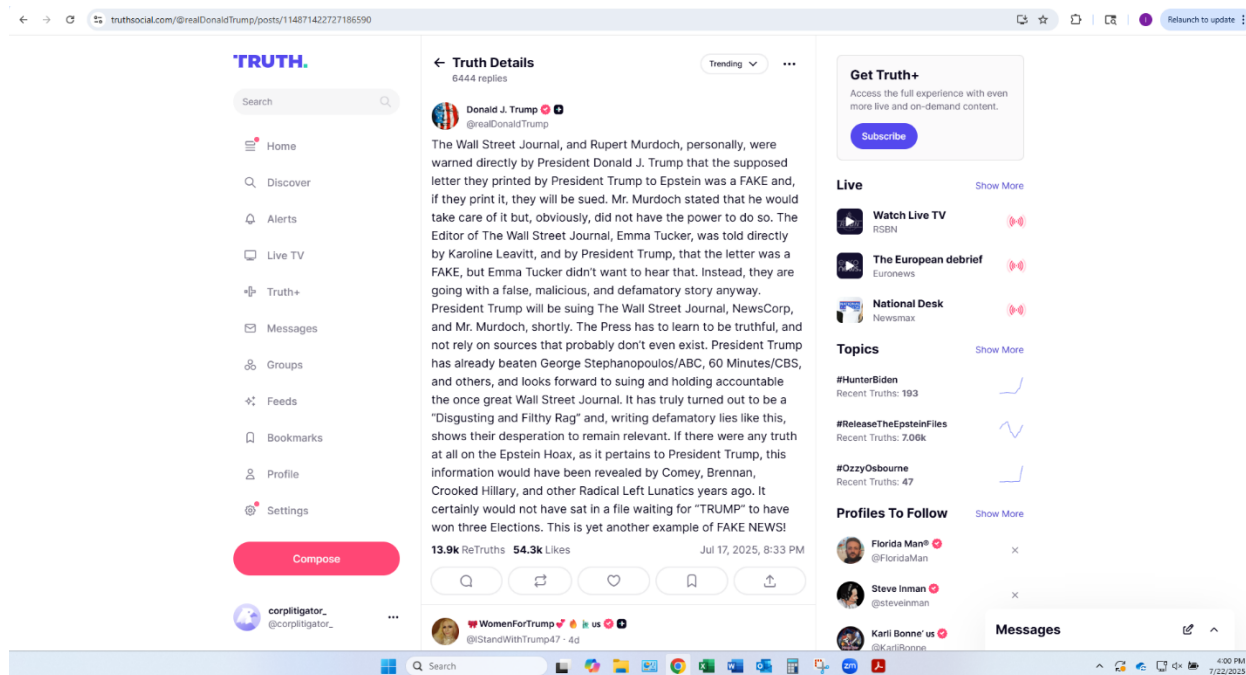 truthsocial.com/@realDonaldTrump/posts/114871422727186590
Relaunch to update
TRUTH.
Search
Home
Discover
Alerts
Live TV
Truth+
Messages
Groups
Feeds
Bookmarks
Profile
Settings
Compose
corplitigator_
@corplitigator_
Truth Details
6444 replies
Trending
Donald J. Trump
@realDonaldTrump
The Wall Street Journal, and Rupert Murdoch, personally, were
warned directly by President Donald J. Trump that the supposed
letter they printed by President Trump to Epstein was a FAKE and,
if they print it, they will be sued. Mr. Murdoch stated that he would
take care of it but, obviously, did not have the power to do so. The
Editor of The Wall Street Journal, Emma Tucker, was told directly
by Karoline Leavitt, and by President Trump, that the letter was a
FAKE, but Emma Tucker didn't want to hear that. Instead, they are
going with a false, malicious, and defamatory story anyway.
President Trump will be suing The Wall Street Journal, NewsCorp,
and Mr. Murdoch, shortly. The Press has to learn to be truthful, and
not rely on sources that probably don't even exist. President Trump
has already beaten George Stephanopoulos/ABC, 60 Minutes/CBS,
and others, and looks forward to suing and holding accountable
the once great Wall Street Journal. It has truly turned out to be a
"Disgusting and Filthy Rag" and, writing defamatory lies like this,
shows their desperation to remain relevant. If there were any truth
at all on the Epstein Hoax, as it pertains to President Trump, this
information would have been revealed by Comey, Brennan,
Crooked Hillary, and other Radical Left Lunatics years ago. It
certainly would not have sat in a file waiting for "TRUMP" to have
won three Elections. This is yet another example of FAKE NEWS!
13.9k ReTruths 54.3k Likes Jul 17, 2025, 8:33 PM
WomenForTrump us
@IStandWithTrump47 · 4d
Get Truth+
Access the full experience with even
more live and on-demand content.
Subscribe
Live Show More
Watch Live TV
RSBN
The European debrief
Euronews
National Desk
Newsmax
Topics Show More
#HunterBiden
Recent Truths: 193
#ReleaseTheEpsteinFiles
Recent Truths: 7.06k
#OzzyOsbourne
Recent Truths: 47
Profiles To Follow Show More
Florida Man®
@FloridaMan
Steve Inman
@steveinman
Karli Bonne' us
@KarliBonne
Messages
Search
zm
4:00 PM
7/22/2025